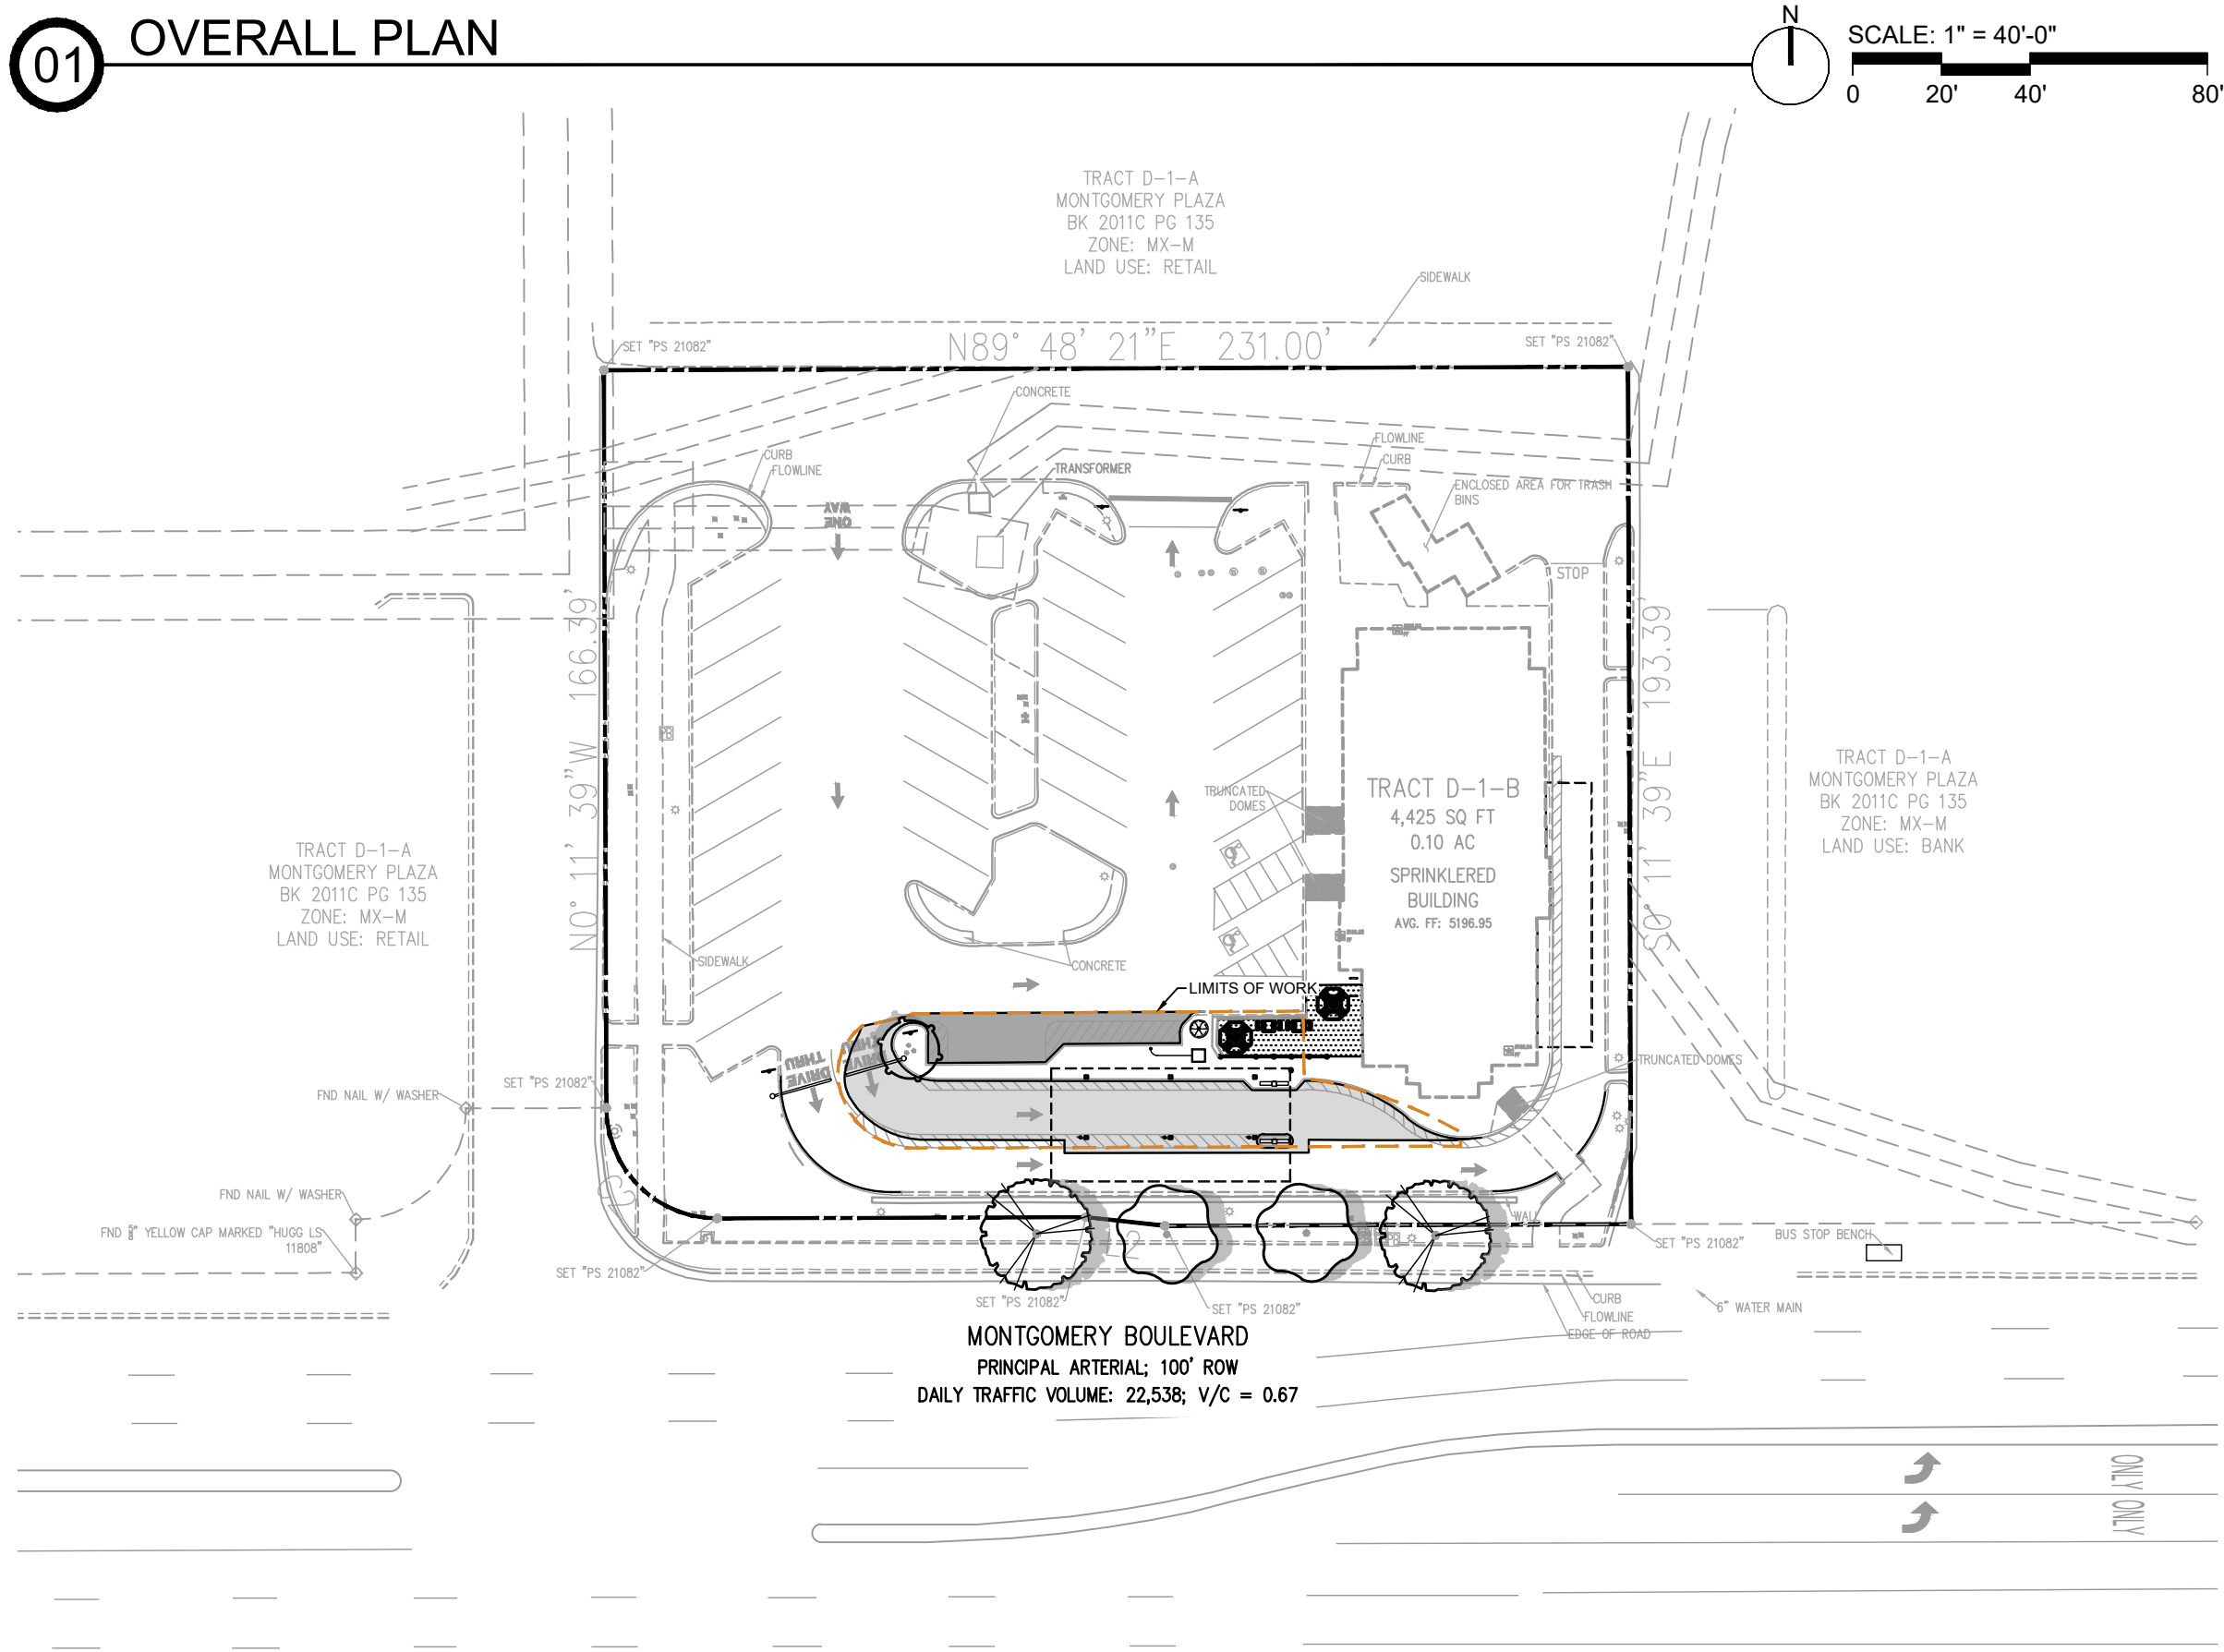 01 OVERALL PLAN
N
SCALE: 1" = 40'-0"
0 20' 40' 80'
TRACT D-1-A
MONTGOMERY PLAZA
BK 2011C PG 135
ZONE: MX-M
LAND USE: RETAIL
SIDEWALK
N89° 48' 21"E 231.00'
SET "PS 21082"
SET "PS 21082"
CONCRETE
CURB
FLOWLINE
TRANSFORMER
FLOWLINE
CURB
ENCLOSED AREA FOR TRASH
BINS
ONE
WAY
STOP
N0° 11' 39"W 166.39'
S0° 11' 39"E 193.39'
TRUNCATED
DOMES
TRACT D-1-B
4,425 SQ FT
0.10 AC
SPRINKLERED
BUILDING
AVG. FF: 5196.95
TRACT D-1-A
MONTGOMERY PLAZA
BK 2011C PG 135
ZONE: MX-M
LAND USE: BANK
TRACT D-1-A
MONTGOMERY PLAZA
BK 2011C PG 135
ZONE: MX-M
LAND USE: RETAIL
SIDEWALK
CONCRETE
LIMITS OF WORK
DRIVE
THRU
DRIVE
THRU
TRUNCATED DOMES
SET "PS 21082"
FND NAIL W/ WASHER
FND NAIL W/ WASHER
YELLOW CAP MARKED "HUGG LS
11808"
SET "PS 21082"
SET "PS 21082"
SET "PS 21082"
WALL
SET "PS 21082"
BUS STOP BENCH
CURB
FLOWLINE
EDGE OF ROAD
6" WATER MAIN
MONTGOMERY BOULEVARD
PRINCIPAL ARTERIAL; 100' ROW
DAILY TRAFFIC VOLUME: 22,538; V/C = 0.67
ONLY
ONLY